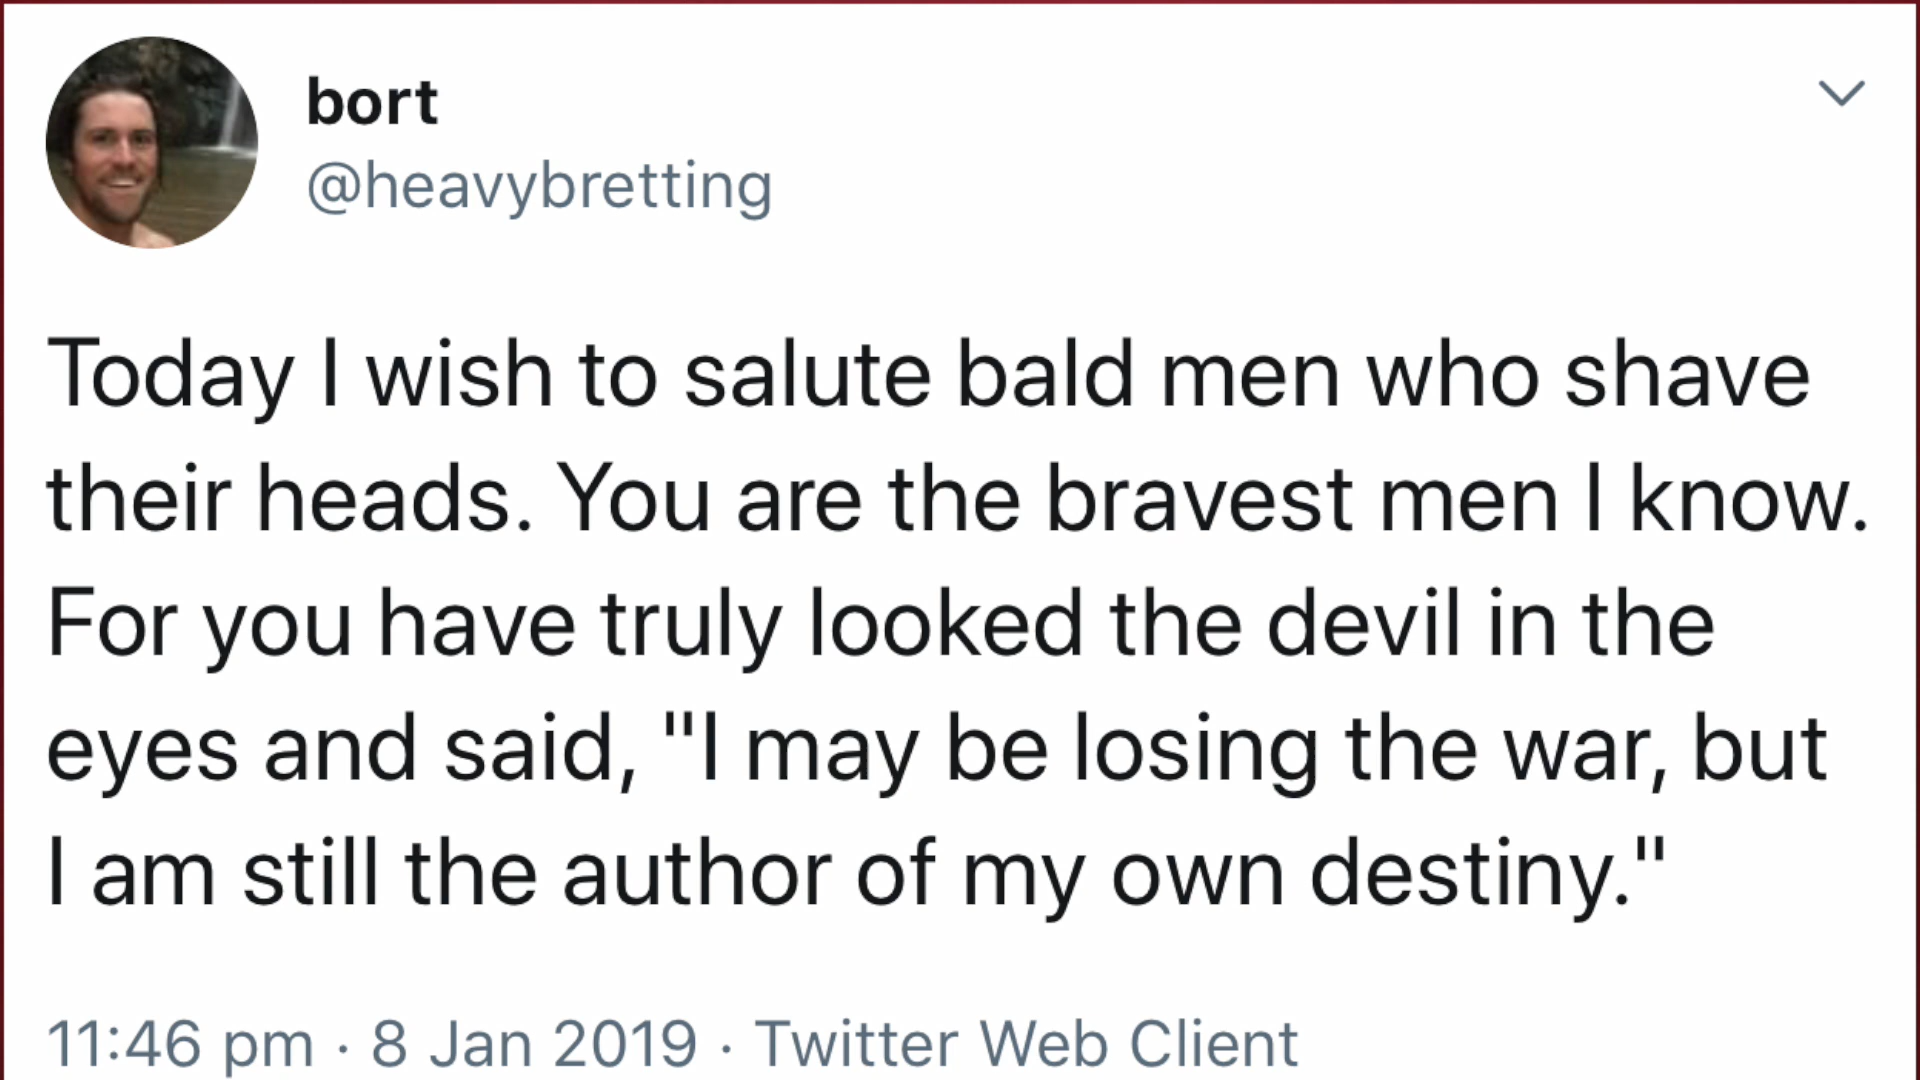 bort
@heavybretting
Today I wish to salute bald men who shave
their heads. You are the bravest men I know.
For you have truly looked the devil in the
eyes and said, "I may be losing the war, but
I am still the author of my own destiny."
11:46 pm · 8 Jan 2019 · Twitter Web Client